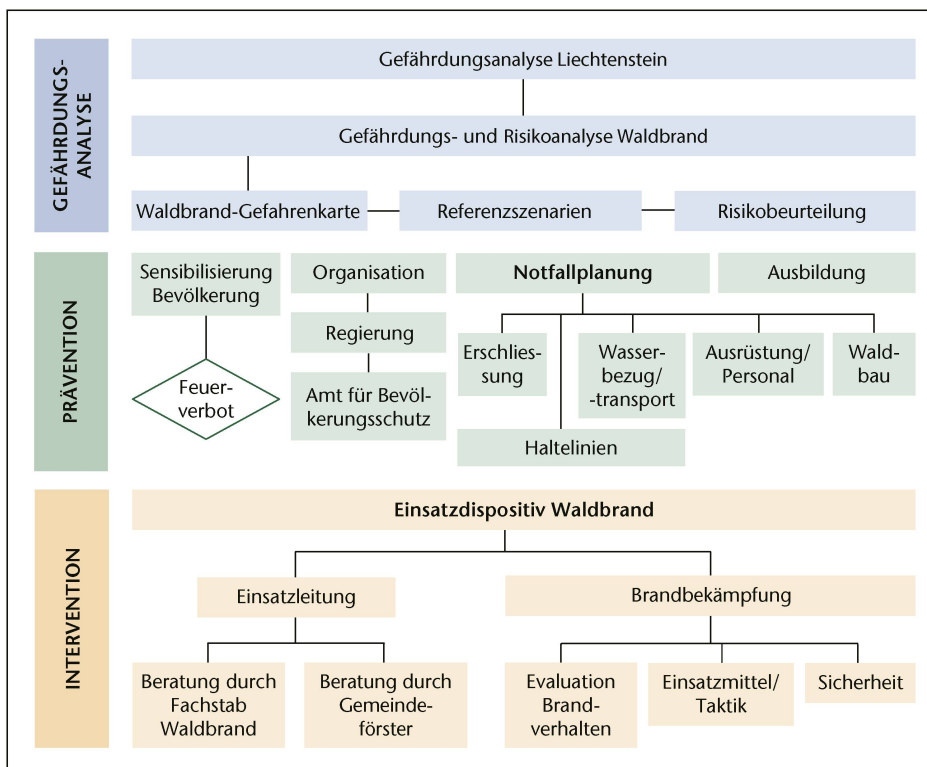 GEFÄHRDUNGS-
ANALYSE
Gefährdungsanalyse Liechtenstein
Gefährdungs- und Risikoanalyse Waldbrand
Waldbrand-Gefahrenkarte
Referenzszenarien
Risikobeurteilung
PRÄVENTION
Sensibilisierung
Bevölkerung
Feuer-
verbot
Organisation
Regierung
Amt für Bevöl-
kerungsschutz
Notfallplanung
Erschlies-
sung
Haltelinien
Wasser-
bezug/
-transport
Ausrüstung/
Personal
Wald-
bau
Ausbildung
INTERVENTION
Einsatzdispositiv Waldbrand
Einsatzleitung
Beratung durch
Fachstab
Waldbrand
Beratung durch
Gemeinde-
förster
Brandbekämpfung
Evaluation
Brand-
verhalten
Einsatzmittel/
Taktik
Sicherheit